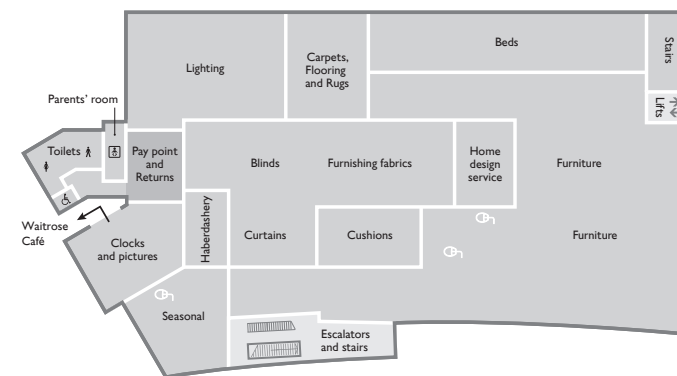 Beds
Stairs
Carpets,
Flooring
and Rugs
Lighting
Parents' room
Lifts
Toilets
Pay point
and
Returns
Blinds
Furnishing fabrics
Home
design
service
Furniture
Waitrose
Café
Clocks
and pictures
Haberdashery
Curtains
Cushions
Furniture
Seasonal
Escalators
and stairs